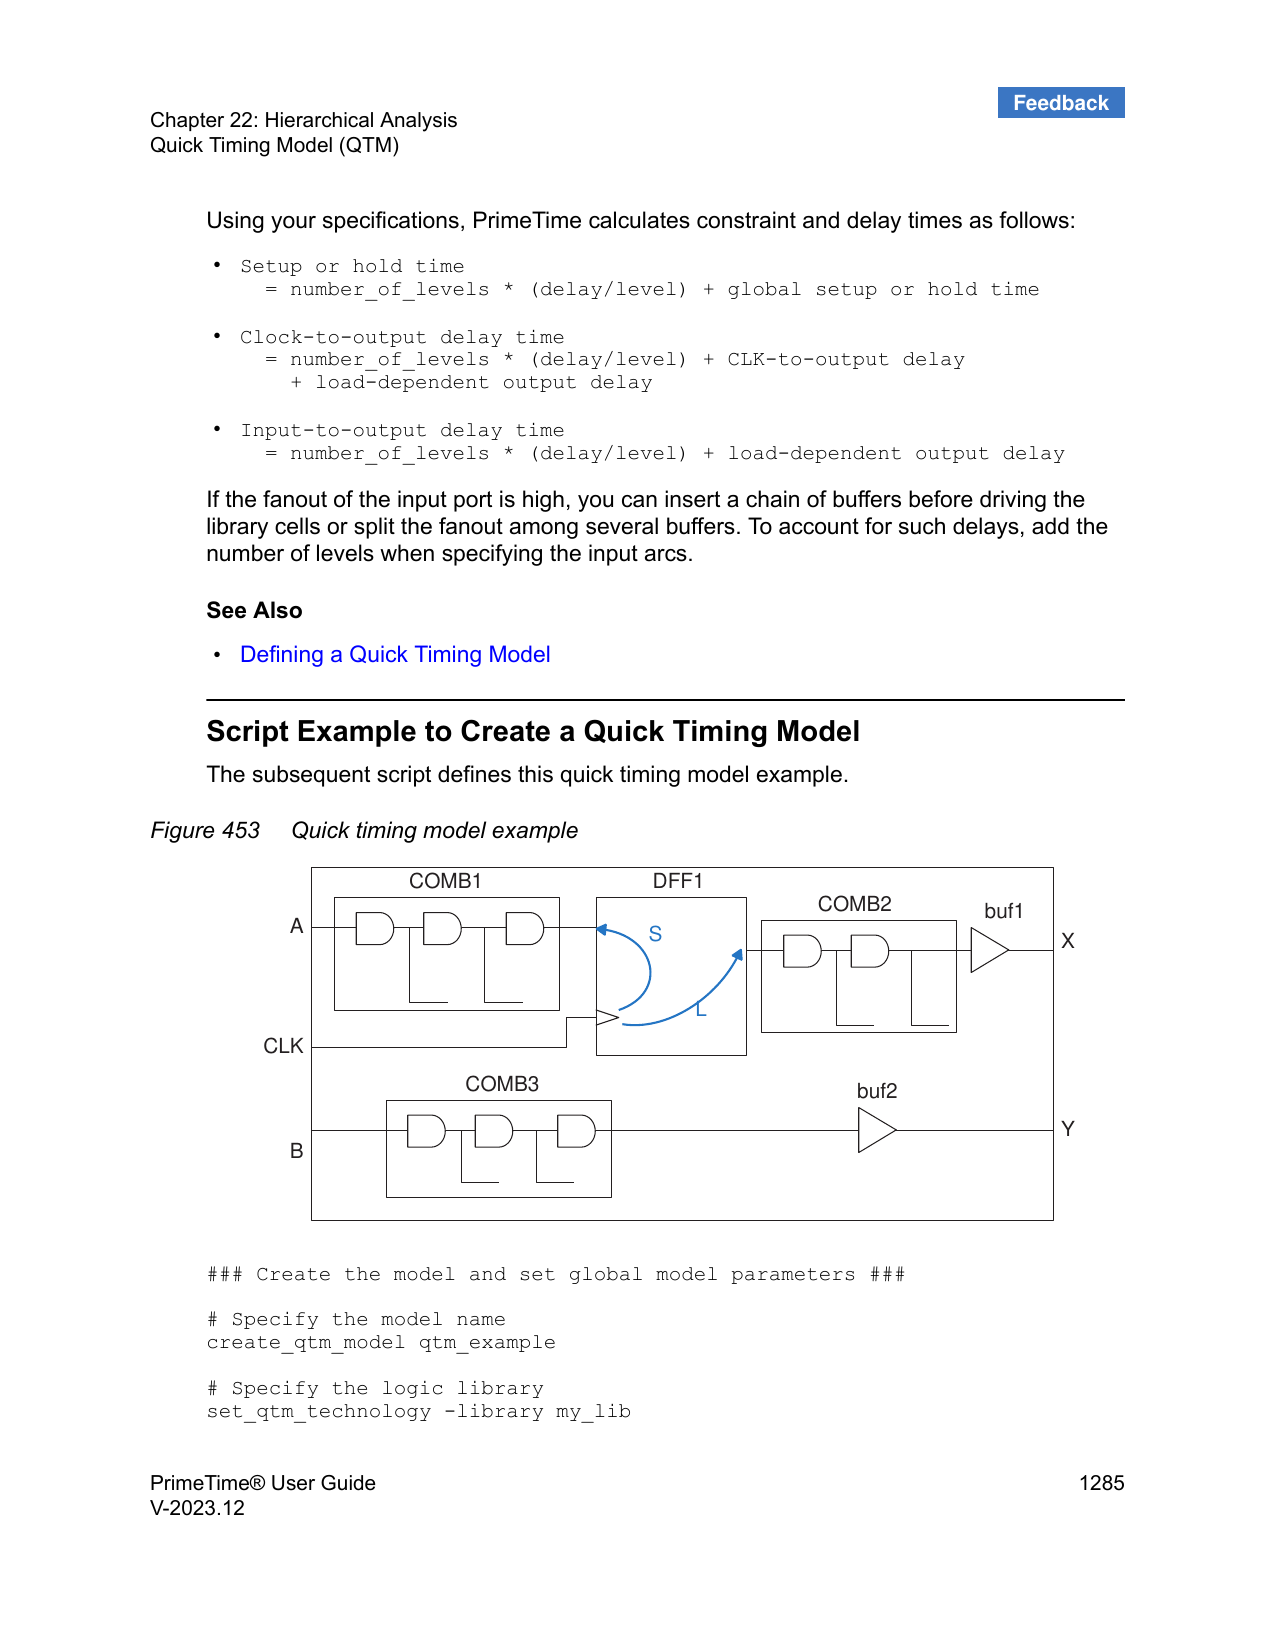 Feedback
Chapter 22: Hierarchical Analysis
Quick Timing Model (QTM)
Using your specifications, PrimeTime calculates constraint and delay times as follows:
• Setup or hold time
= number_of_levels * (delay/level) + global setup or hold time
• Clock-to-output delay time
= number_of_levels * (delay/level) + CLK-to-output delay
+ load-dependent output delay
• Input-to-output delay time
= number_of_levels * (delay/level) + load-dependent output delay
If the fanout of the input port is high, you can insert a chain of buffers before driving the
library cells or split the fanout among several buffers. To account for such delays, add the
number of levels when specifying the input arcs.
See Also
• Defining a Quick Timing Model
Script Example to Create a Quick Timing Model
The subsequent script defines this quick timing model example.
Figure 453 Quick timing model example
COMB1
DFF1
COMB2
buf1
A
S
X
L
CLK
COMB3
buf2
B
Y
### Create the model and set global model parameters ###
# Specify the model name
create_qtm_model qtm_example
# Specify the logic library
set_qtm_technology -library my_lib
PrimeTime® User Guide
1285
V-2023.12